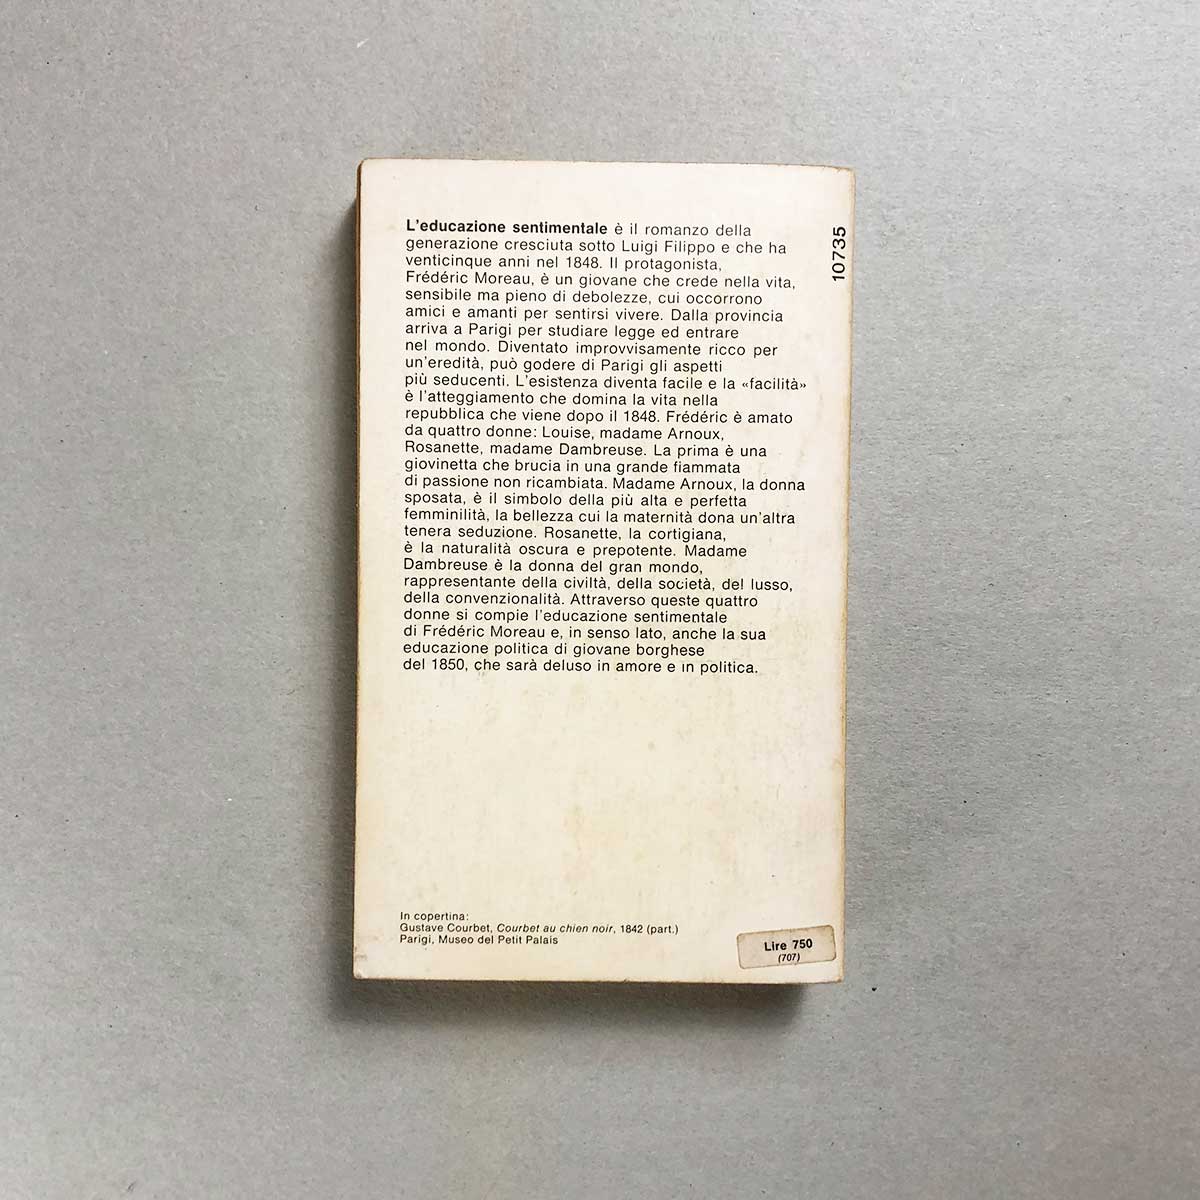 L'educazione sentimentale è il romanzo della
generazione cresciuta sotto Luigi Filippo e che ha
venticinque anni nel 1848. Il protagonista,
Frédéric Moreau, è un giovane che crede nella vita,
sensibile ma pieno di debolezze, cui occorrono
amici e amanti per sentirsi vivere. Dalla provincia
arriva a Parigi per studiare legge ed entrare
nel mondo. Diventato improvvisamente ricco per
un'eredità, può godere di Parigi gli aspetti
più seducenti. L'esistenza diventa facile e la «facilità»
è l'atteggiamento che domina la vita nella
repubblica che viene dopo il 1848. Frédéric è amato
da quattro donne: Louise, madame Arnoux,
Rosanette, madame Dambreuse. La prima è una
giovinetta che brucia in una grande fiammata
di passione non ricambiata. Madame Arnoux, la donna
sposata, è il simbolo della più alta e perfetta
femminilità, la bellezza cui la maternità dona un'altra
tenera seduzione. Rosanette, la cortigiana,
è la naturalità oscura e prepotente. Madame
Dambreuse è la donna del gran mondo,
rappresentante della civiltà, della società, del lusso,
della convenzionalità. Attraverso queste quattro
donne si compie l'educazione sentimentale
di Frédéric Moreau e, in senso lato, anche la sua
educazione politica di giovane borghese
del 1850, che sarà deluso in amore e in politica.
10735
In copertina:
Gustave Courbet, Courbet au chien noir, 1842 (part.)
Parigi, Museo del Petit Palais
Lire 750
(707)